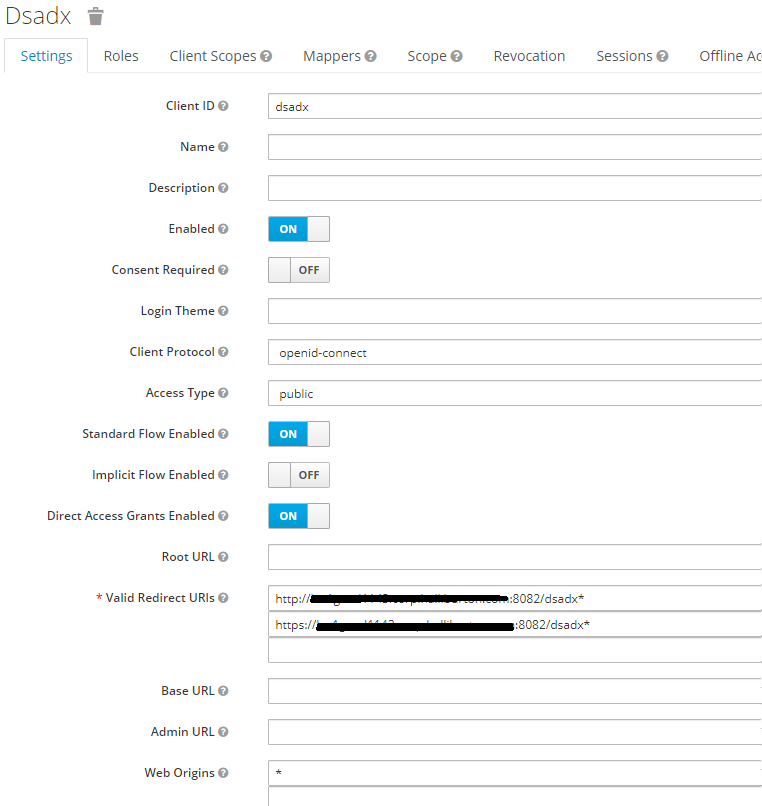 Dsadx
Settings Roles Client Scopes Mappers Scope Revocation Sessions Offline Ac
Client ID dsadx
Name
Description
Enabled ON
Consent Required OFF
Login Theme
Client Protocol openid-connect
Access Type public
Standard Flow Enabled ON
Implicit Flow Enabled OFF
Direct Access Grants Enabled ON
Root URL
* Valid Redirect URIs http:// :8082/dsadx*
https:// :8082/dsadx*
Base URL
Admin URL
Web Origins *